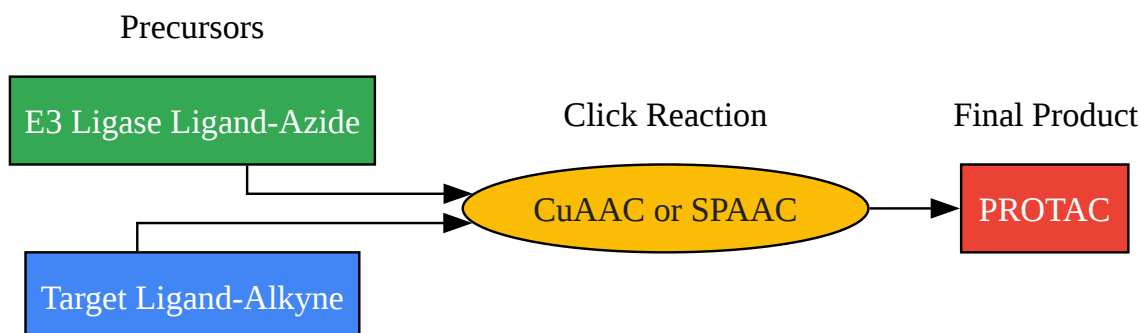 Precursors
E3 Ligase Ligand-Azide
Target Ligand-Alkyne
Click Reaction
CuAAC or SPAAC
Final Product
PROTAC